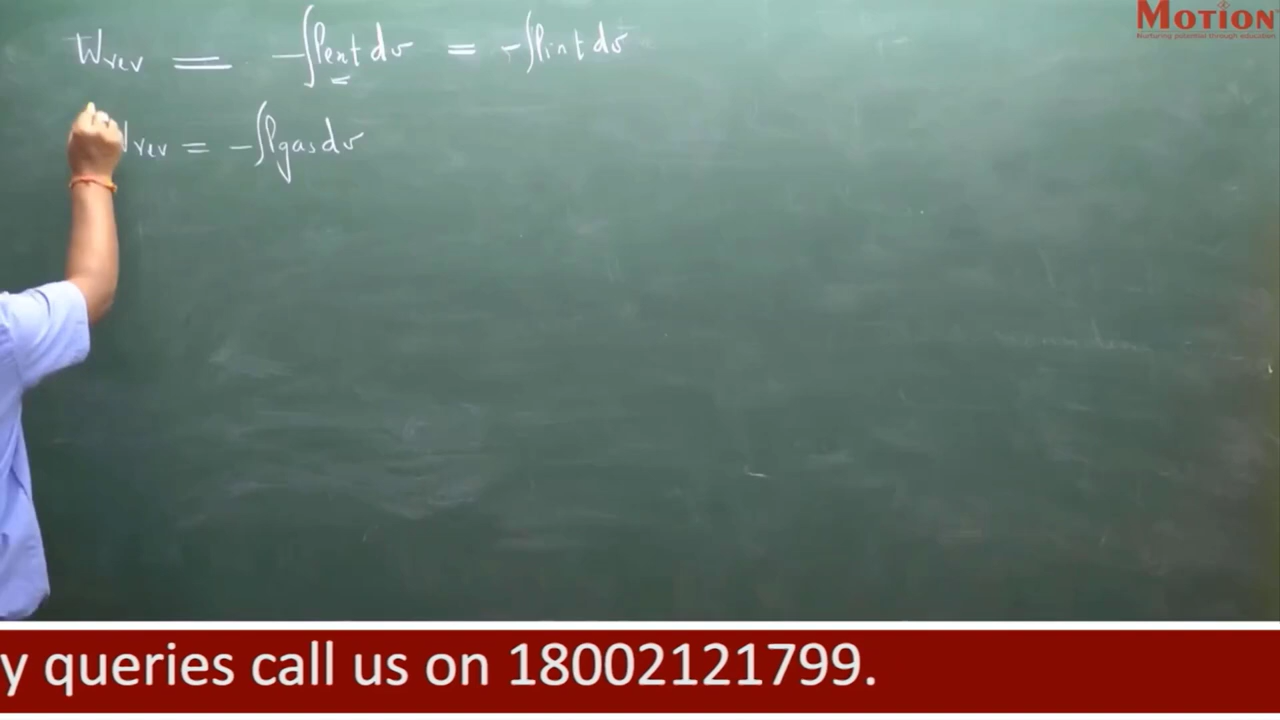 MOTION
Nurturing potential through education
Wrev = -∫Pext dv = -∫Pint dv
Wrev = -∫Pgas dv
y queries call us on 18002121799.